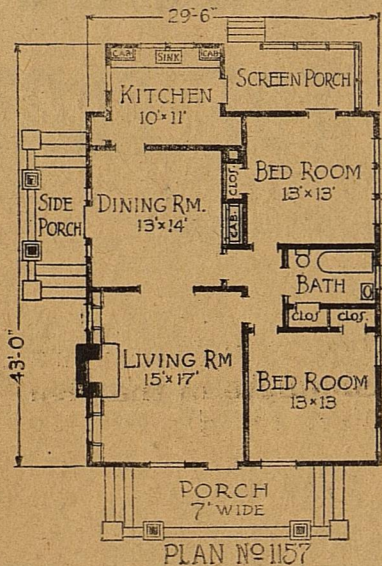 29'-6"
CAB.
SINK
CAB
KITCHEN
10'×11'
SCREEN PORCH
SIDE
PORCH
DINING RM.
13'×14'
CLOS.
CAB.
BED ROOM
13'×13'
BATH
CLOS
CLOS.
43'-0"
LIVING RM
15'×17'
BED ROOM
13×13
PORCH
7' WIDE
PLAN Nº 1157